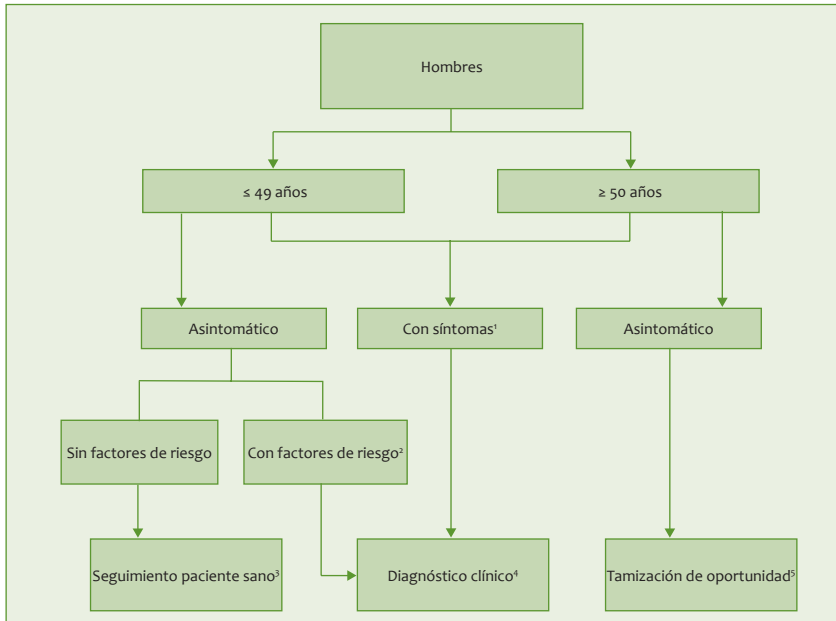 Hombres
≤ 49 años
≥ 50 años
Asintomático
Con síntomas¹
Asintomático
Sin factores de riesgo
Con factores de riesgo²
Seguimiento paciente sano³
Diagnóstico clínico⁴
Tamización de oportunidad⁵